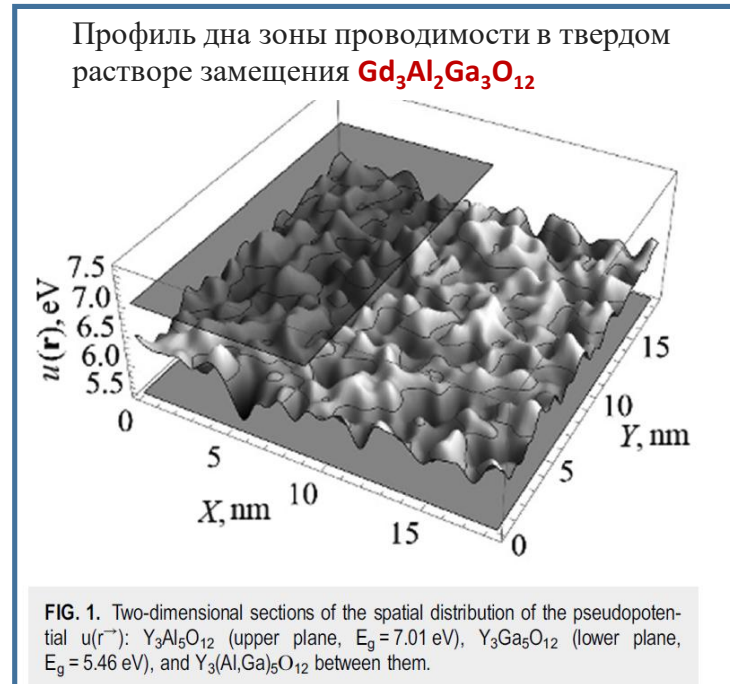 Профиль дна зоны проводимости в твердом
растворе замещения Gd₃Al₂Ga₃O₁₂
7.5
7.0
6.5
6.0
5.5
u(r), eV
0
5
10
15
X, nm
15
10
5
0
Y, nm
FIG. 1. Two-dimensional sections of the spatial distribution of the pseudopoten-
tial u(r→): Y₃Al₅O₁₂ (upper plane, Eg = 7.01 eV), Y₃Ga₅O₁₂ (lower plane,
Eg = 5.46 eV), and Y₃(Al,Ga)₅O₁₂ between them.